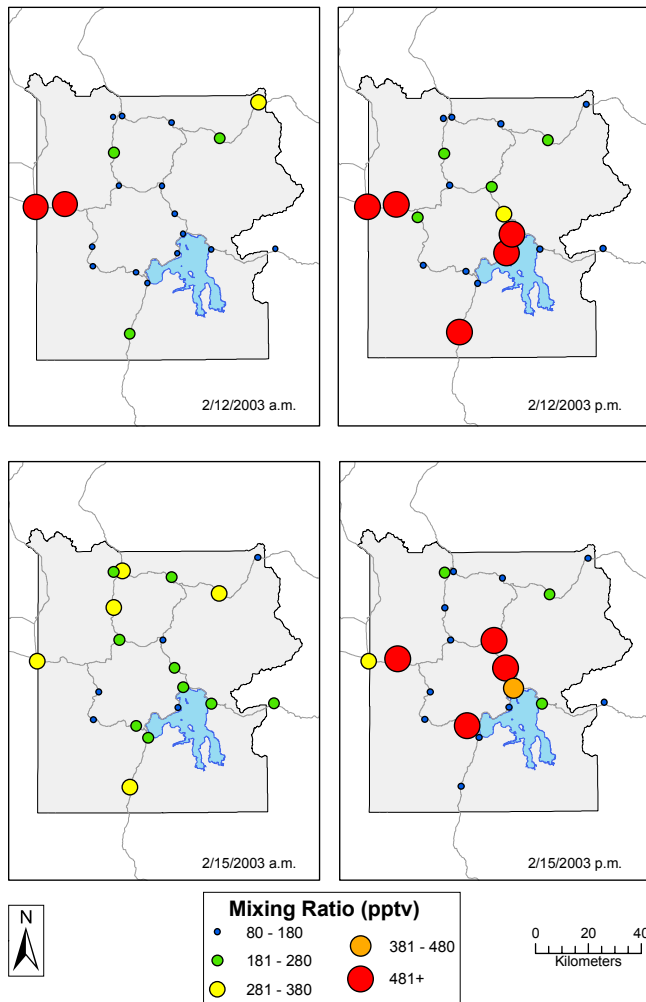 2/12/2003 a.m.
2/12/2003 p.m.
2/15/2003 a.m.
2/15/2003 p.m.
N
Mixing Ratio (pptv)
80 - 180
181 - 280
281 - 380
381 - 480
481+
0 20 40
Kilometers